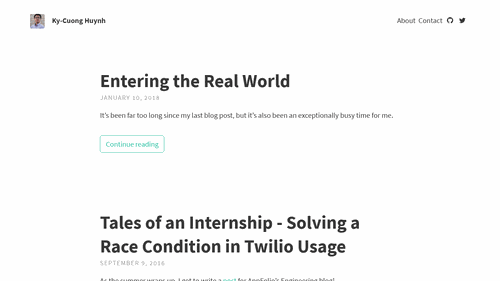 Ky-Cuong Huynh
About Contact
Entering the Real World
JANUARY 10, 2018
It's been far too long since my last blog post, but it's also been an exceptionally busy time for me.
Continue reading
Tales of an Internship - Solving a
Race Condition in Twilio Usage
SEPTEMBER 9, 2016
As the summer wraps up, I got to write a post for AppFolio's Engineering blog!